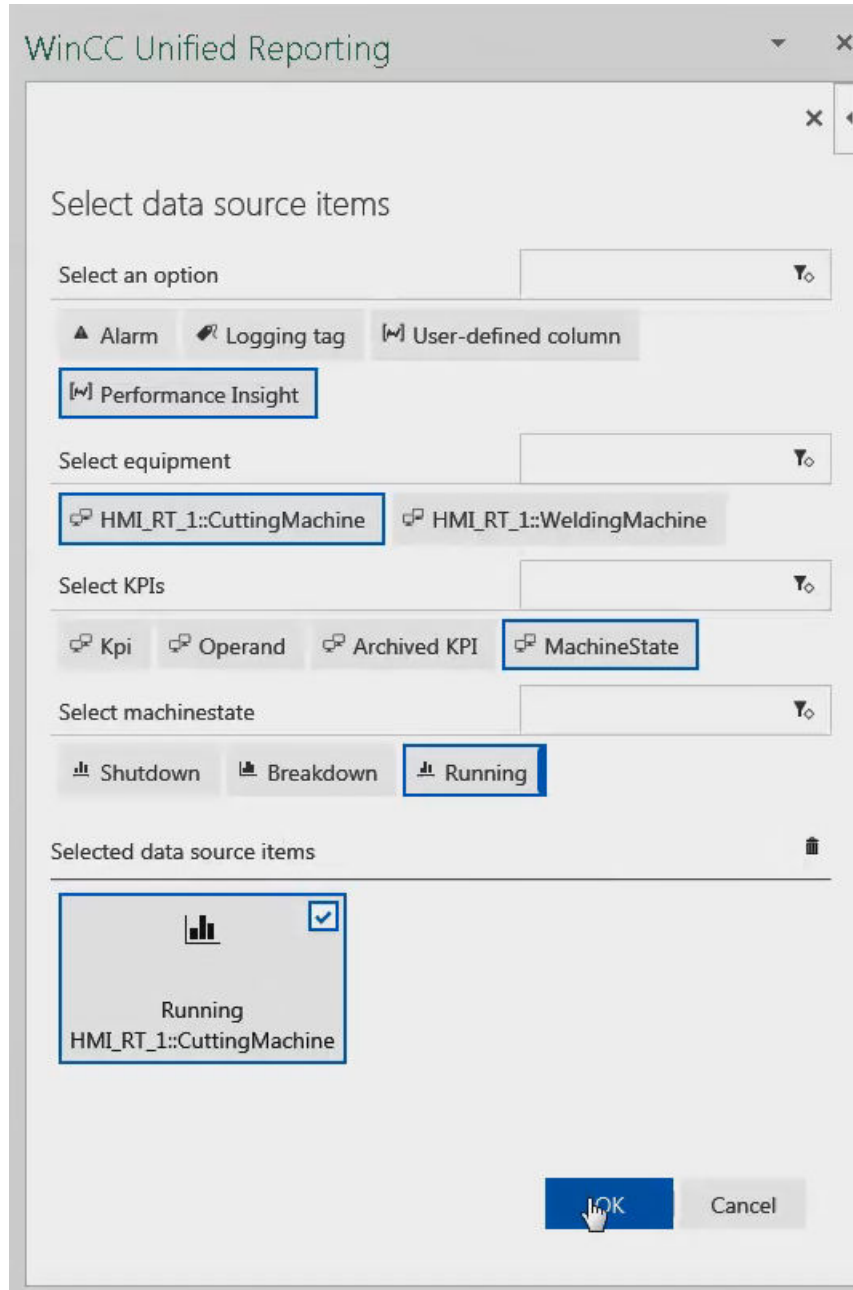 WinCC Unified Reporting
Select data source items
Select an option
Alarm Logging tag User-defined column
Performance Insight
Select equipment
HMI_RT_1::CuttingMachine HMI_RT_1::WeldingMachine
Select KPIs
Kpi Operand Archived KPI MachineState
Select machinestate
Shutdown Breakdown Running
Selected data source items
Running
HMI_RT_1::CuttingMachine
OK Cancel